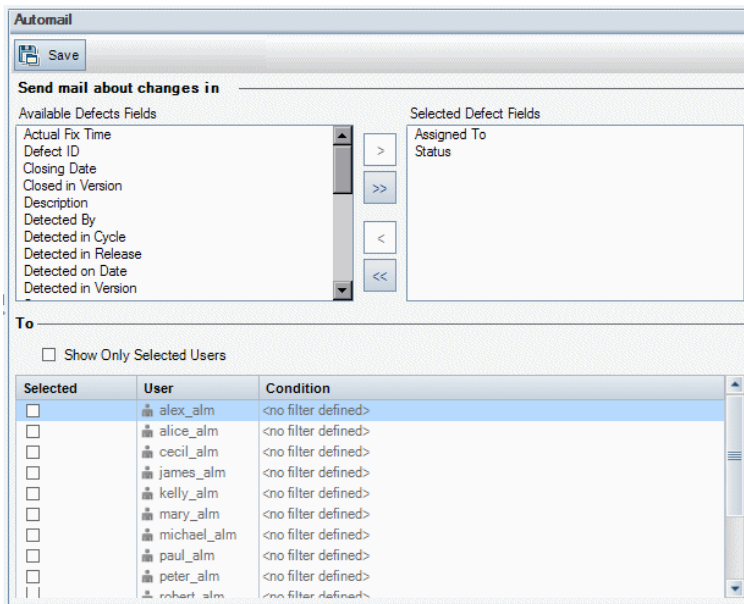 Automail
Save
Send mail about changes in
Available Defects Fields
Selected Defect Fields
Actual Fix Time
Defect ID
Closing Date
Closed in Version
Description
Detected By
Detected in Cycle
Detected in Release
Detected on Date
Detected in Version
>
>>
<
<<
Assigned To
Status
To
Show Only Selected Users
Selected User Condition
alex_alm <no filter defined>
alice_alm <no filter defined>
cecil_alm <no filter defined>
james_alm <no filter defined>
kelly_alm <no filter defined>
mary_alm <no filter defined>
michael_alm <no filter defined>
paul_alm <no filter defined>
peter_alm <no filter defined>
robert_alm <no filter defined>